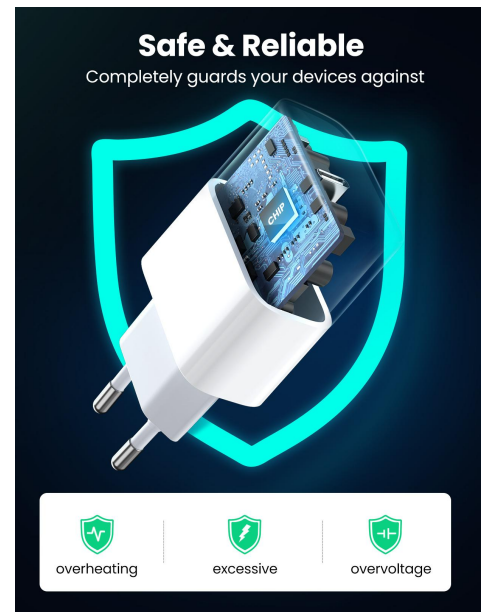 Safe & Reliable
Completely guards your devices against
CHIP
overheating
excessive
overvoltage